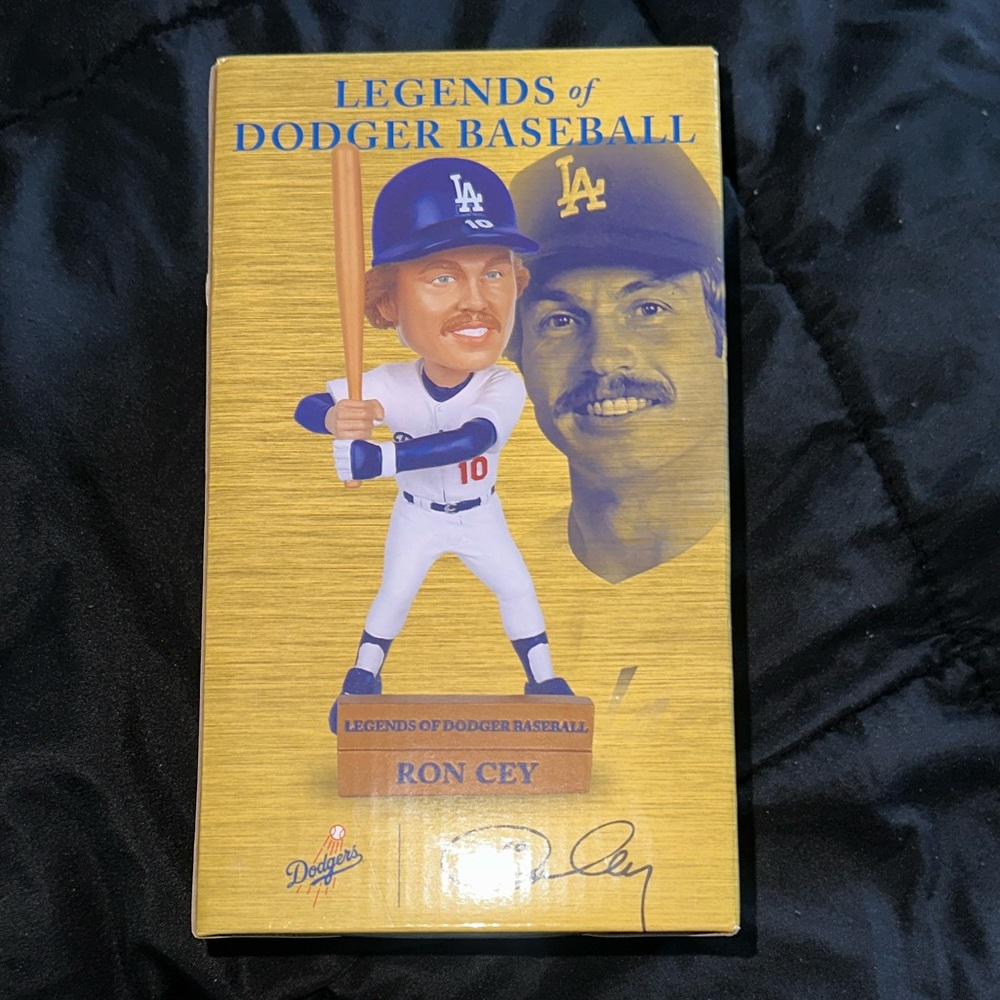 LEGENDS of
DODGER BASEBALL
LA
LA
10
10
LEGENDS OF DODGER BASEBALL
RON CEY
Dodgers